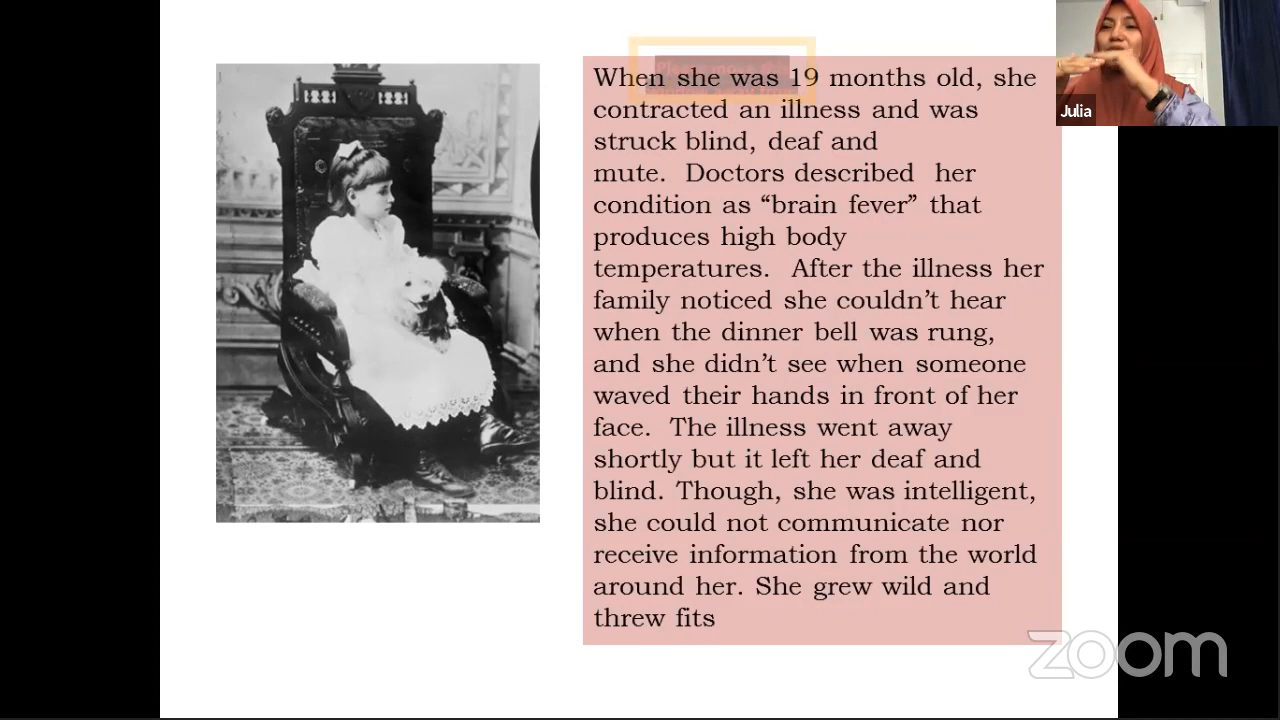 When she was 19 months old, she
contracted an illness and was
struck blind, deaf and
mute.  Doctors described  her
condition as “brain fever” that
produces high body
temperatures.  After the illness her
family noticed she couldn’t hear
when the dinner bell was rung,
and she didn’t see when someone
waved their hands in front of her
face.  The illness went away
shortly but it left her deaf and
blind. Though, she was intelligent,
she could not communicate nor
receive information from the world
around her. She grew wild and
threw fits
Julia
zoom